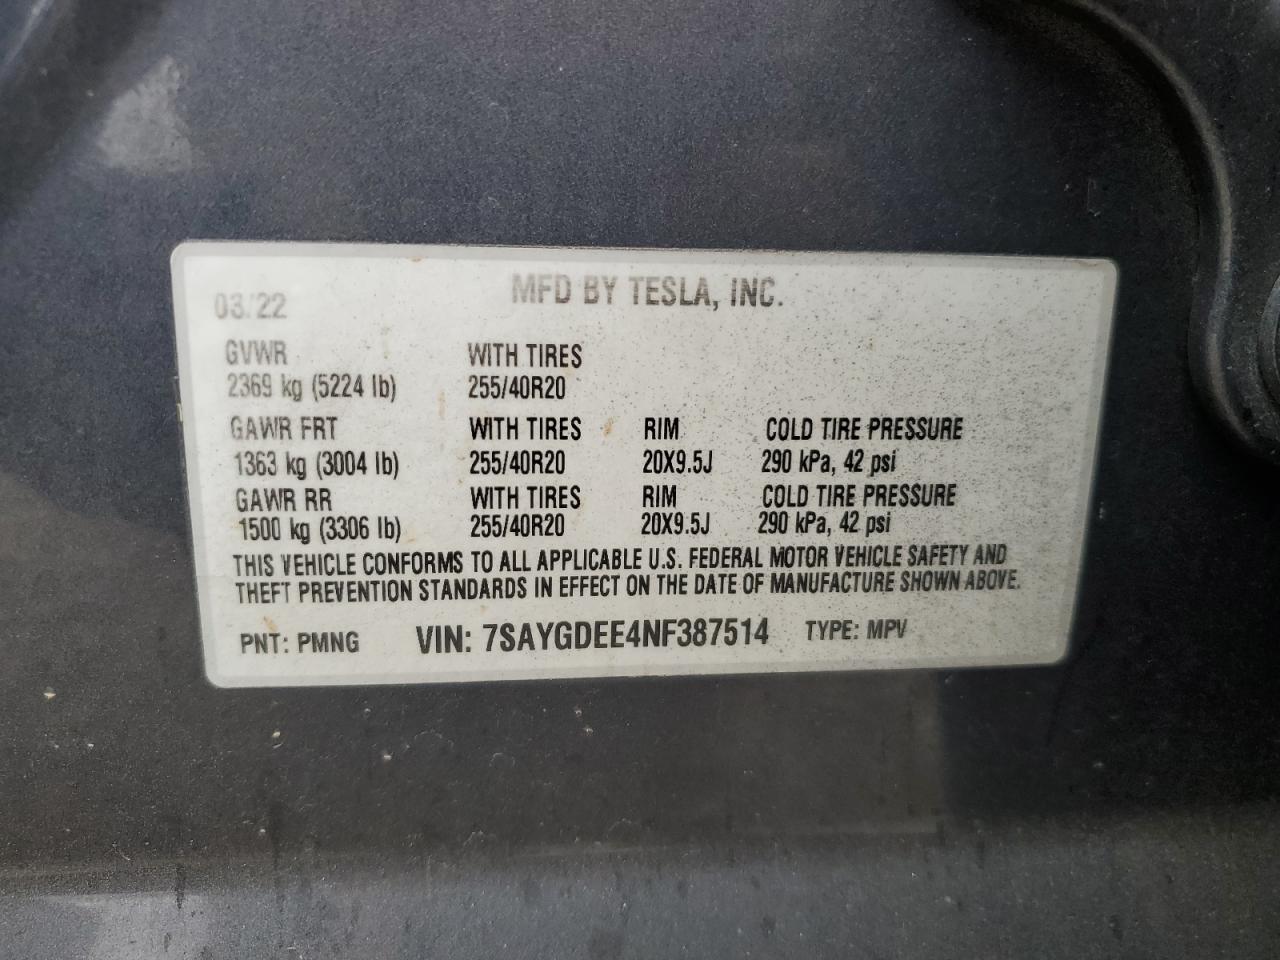 MFD BY TESLA, INC.
03/22
GVWR WITH TIRES
2369 kg (5224 lb) 255/40R20
GAWR FRT WITH TIRES RIM COLD TIRE PRESSURE
1363 kg (3004 lb) 255/40R20 20X9.5J 290 kPa, 42 psi
GAWR RR WITH TIRES RIM COLD TIRE PRESSURE
1500 kg (3306 lb) 255/40R20 20X9.5J 290 kPa, 42 psi
THIS VEHICLE CONFORMS TO ALL APPLICABLE U.S. FEDERAL MOTOR VEHICLE SAFETY AND
THEFT PREVENTION STANDARDS IN EFFECT ON THE DATE OF MANUFACTURE SHOWN ABOVE.
PNT: PMNG VIN: 7SAYGDEE4NF387514 TYPE: MPV